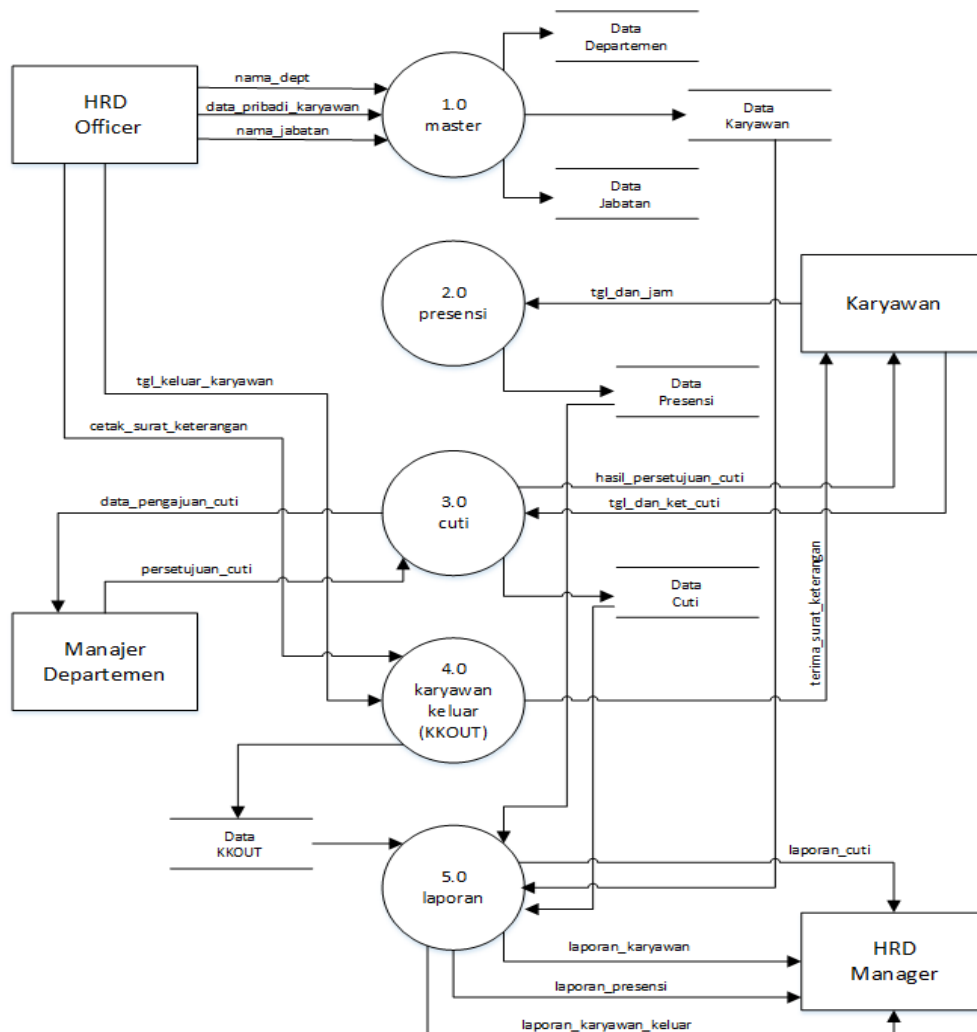 Data
Departemen
HRD
Officer
nama_dept
data_pribadi_karyawan
nama_jabatan
1.0
master
Data
Karyawan
Data
Jabatan
2.0
presensi
tgl_dan_jam
Karyawan
tgl_keluar_karyawan
Data
Presensi
cetak_surat_keterangan
hasil_persetujuan_cuti
data_pengajuan_cuti
3.0
cuti
tgl_dan_ket_cuti
persetujuan_cuti
Data
Cuti
terima_surat_keterangan
Manajer
Departemen
4.0
karyawan
keluar
(KKOUT)
Data
KKOUT
laporan_cuti
5.0
laporan
laporan_karyawan
HRD
Manager
laporan_presensi
laporan_karyawan_keluar